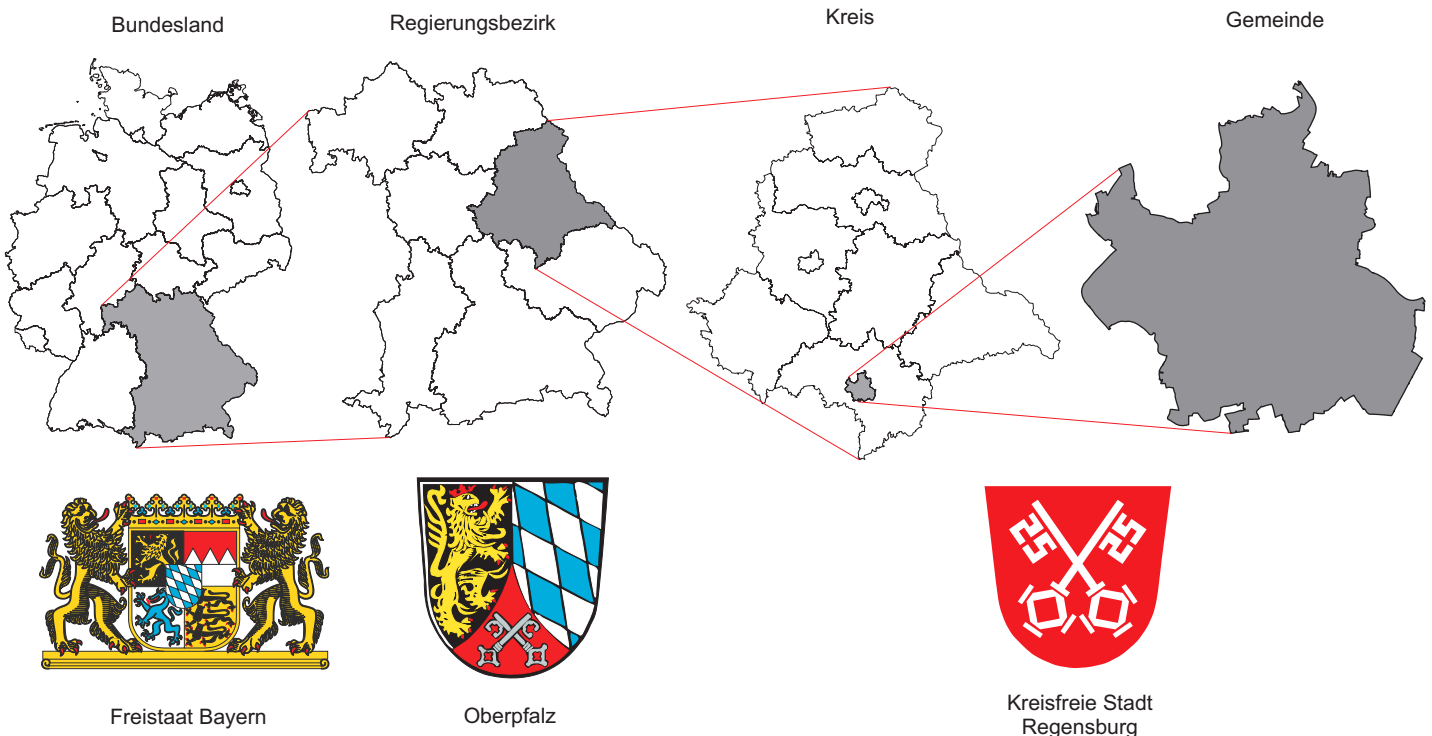 Bundesland
Regierungsbezirk
Kreis
Gemeinde
Freistaat Bayern
Oberpfalz
Kreisfreie Stadt
Regensburg